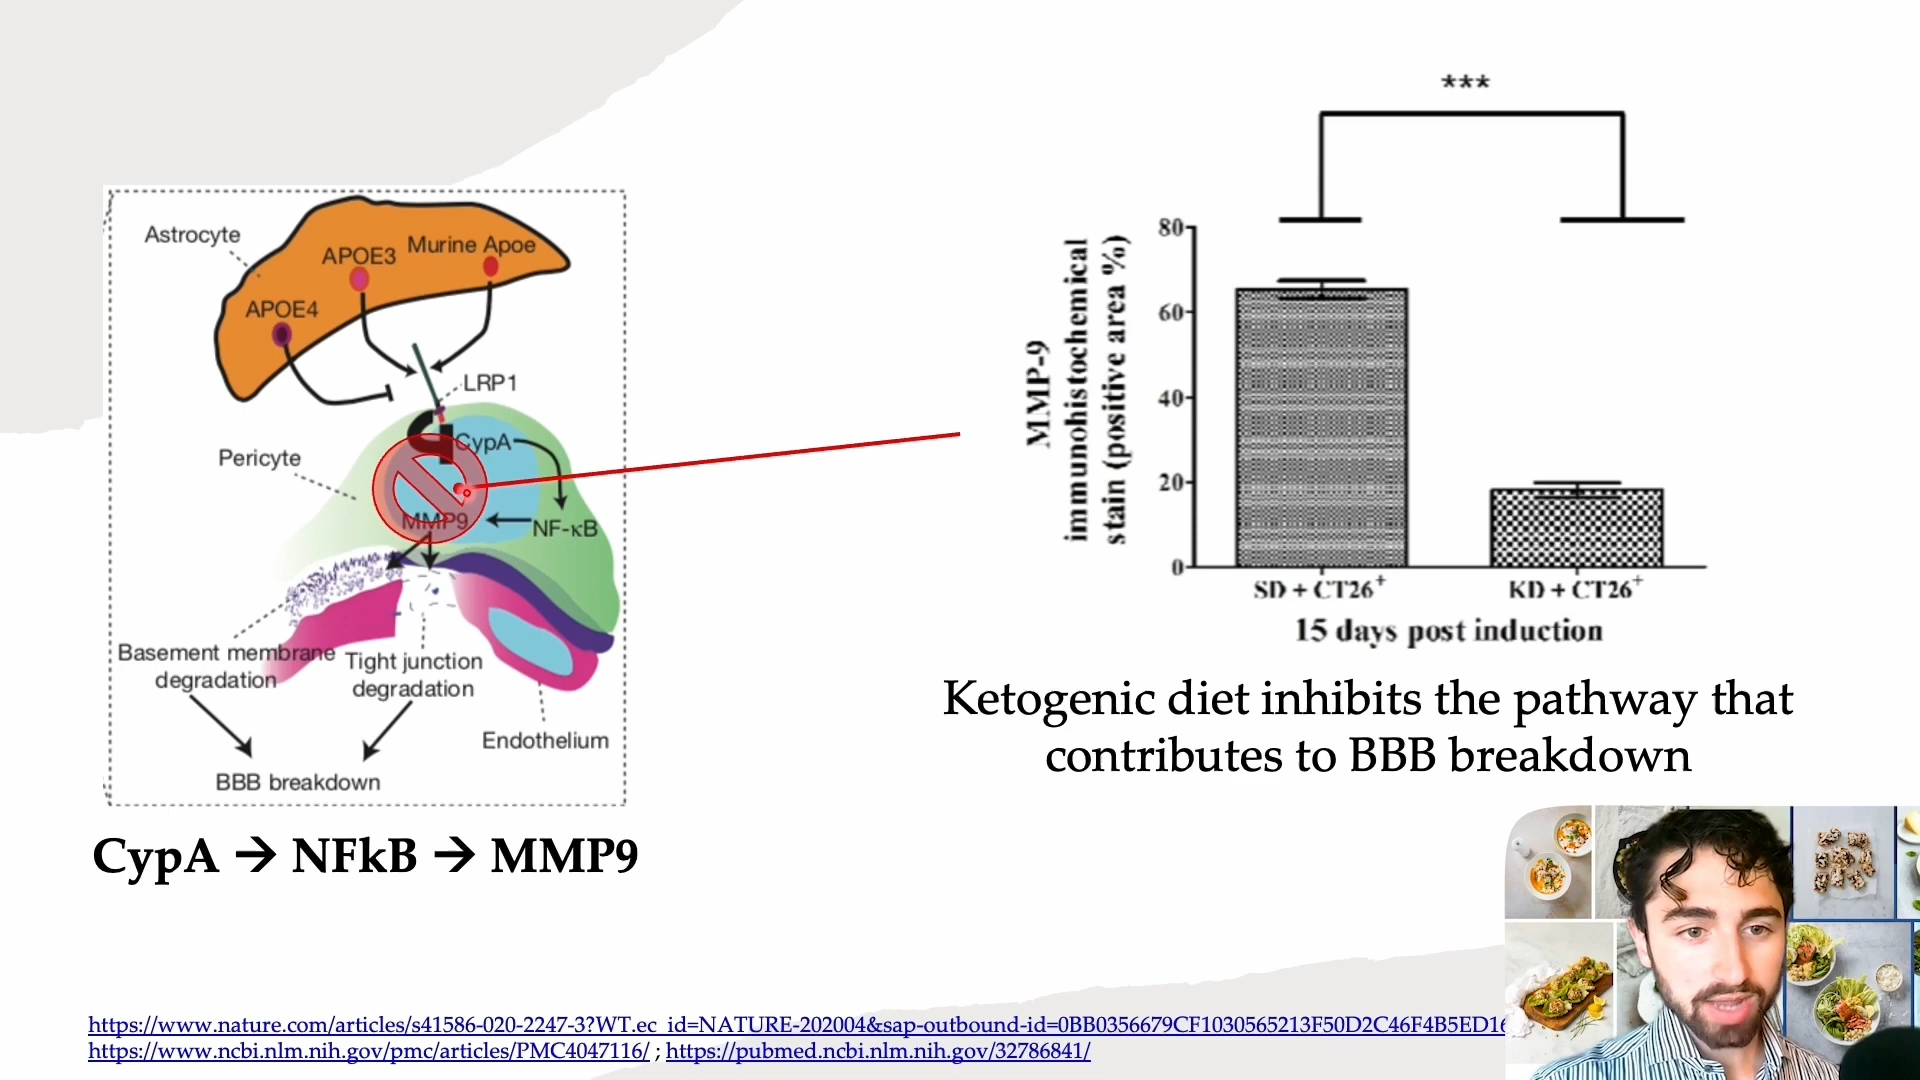 Astrocyte
APOE3
Murine Apoe
APOE4
LRP1
Pericyte
CypA
MMP9
NF-κB
Basement membrane
degradation
Tight junction
degradation
Endothelium
BBB breakdown
CypA → NFkB → MMP9
***
MMP-9
immunohistochemical
stain (positive area %)
80
60
40
20
0
SD + CT26+
KD + CT26+
15 days post induction
Ketogenic diet inhibits the pathway that
contributes to BBB breakdown
https://www.nature.com/articles/s41586-020-2247-3?WT.ec_id=NATURE-202004&sap-outbound-id=0BB0356679CF1030565213F50D2C46F4B5ED16
https://www.ncbi.nlm.nih.gov/pmc/articles/PMC4047116/ ; https://pubmed.ncbi.nlm.nih.gov/32786841/